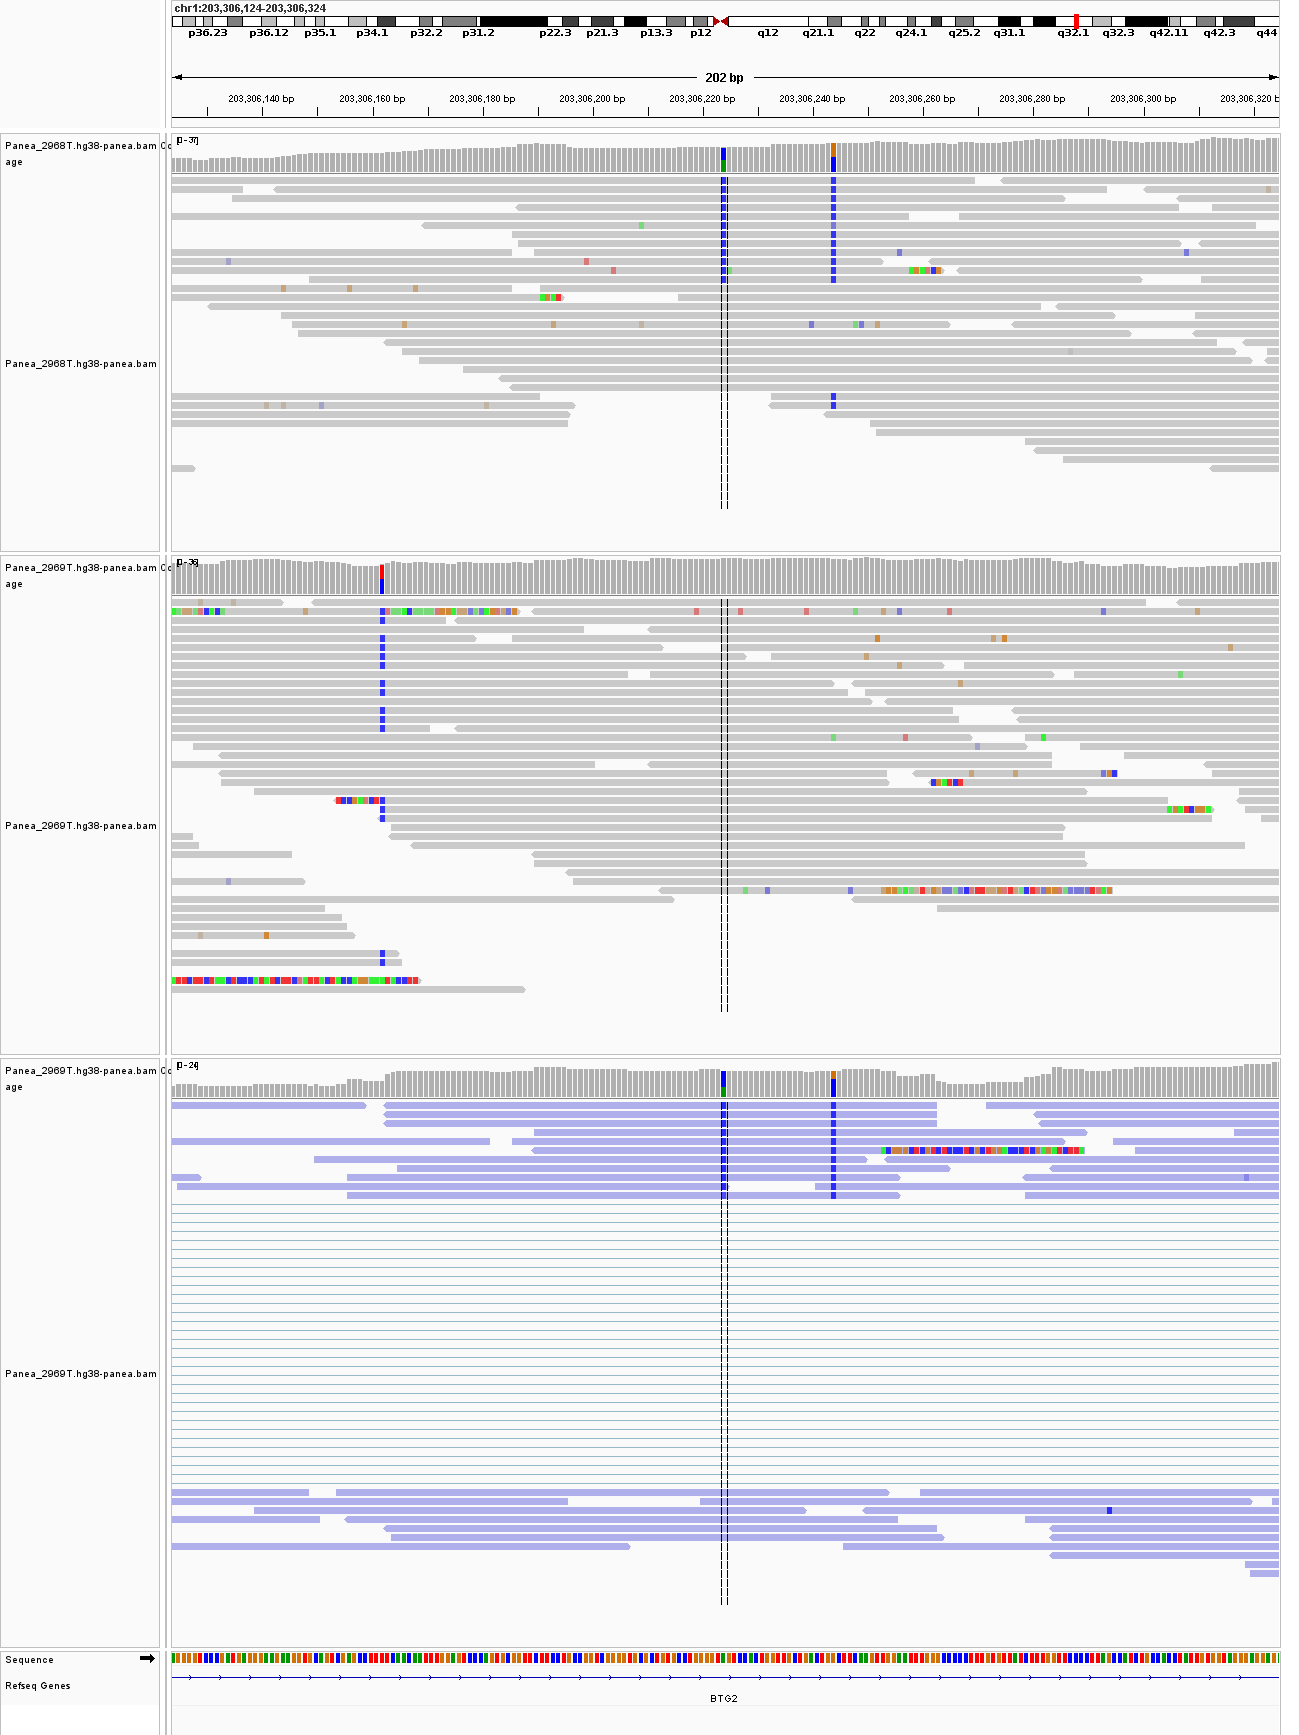 chr1:203,306,124-203,306,324
p36.23 p36.12 p35.1 p34.1 p32.2 p31.2 p22.3 p21.3 p13.3 p12 q12 q21.1 q22 q24.1 q25.2 q31.1 q32.1 q32.3 q42.11 q42.3 q44
202 bp
203,306,140 bp 203,306,160 bp 203,306,180 bp 203,306,200 bp 203,306,220 bp 203,306,240 bp 203,306,260 bp 203,306,280 bp 203,306,300 bp 203,306,320 b
Panea_2968T.hg38-panea.bam Co
age
[0-37]
Panea_2968T.hg38-panea.bam
Panea_2969T.hg38-panea.bam Co
age
[0-36]
Panea_2969T.hg38-panea.bam
Panea_2969T.hg38-panea.bam Co
age
[0-24]
Panea_2969T.hg38-panea.bam
Sequence
Refseq Genes
BTG2